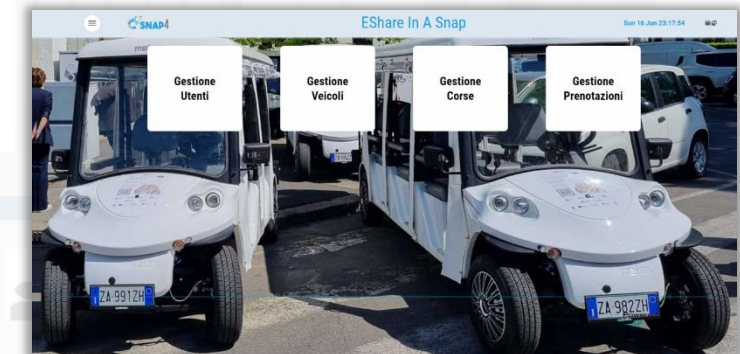 SNAP4
EShare In A Snap
Sun 16 Jun 23:17:54
Gestione
Utenti
Gestione
Veicoli
Gestione
Corse
Gestione
Prenotazioni
ZA 991ZH
ZA 982ZH